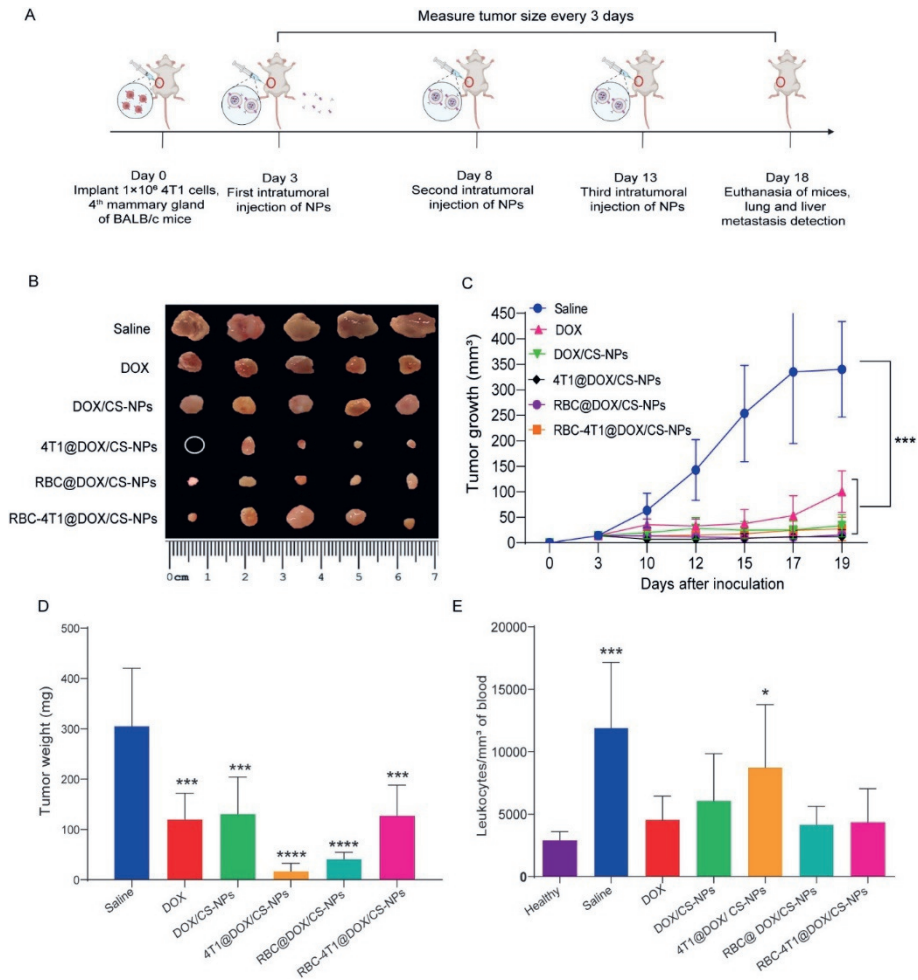 A
Measure tumor size every 3 days
Day 0
Implant 1×10⁶ 4T1 cells,
4th mammary gland
of BALB/c mice
Day 3
First intratumoral
injection of NPs
Day 8
Second intratumoral
injection of NPs
Day 13
Third intratumoral
injection of NPs
Day 18
Euthanasia of mices,
lung and liver
metastasis detection
B
Saline
DOX
DOX/CS-NPs
4T1@DOX/CS-NPs
RBC@DOX/CS-NPs
RBC-4T1@DOX/CS-NPs
0cm 1 2 3 4 5 6 7
C
Saline
DOX
DOX/CS-NPs
4T1@DOX/CS-NPs
RBC@DOX/CS-NPs
RBC-4T1@DOX/CS-NPs
Tumor growth (mm³)
450
400
350
300
250
200
150
100
50
0
0 3 10 12 15 17 19
Days after inoculation
***
D
Tumor weight (mg)
500
400
300
200
100
0
*** *** **** **** ***
Saline
DOX
DOX/CS-NPs
4T1@DOX/CS-NPs
RBC@DOX/CS-NPs
RBC-4T1@DOX/CS-NPs
E
Leukocytes/mm³ of blood
20000
15000
10000
5000
0
*** *
Healthy
Saline
DOX
DOX/CS-NPs
4T1@DOX/ CS-NPs
RBC@ DOX/CS-NPs
RBC-4T1@DOX/CS-NPs